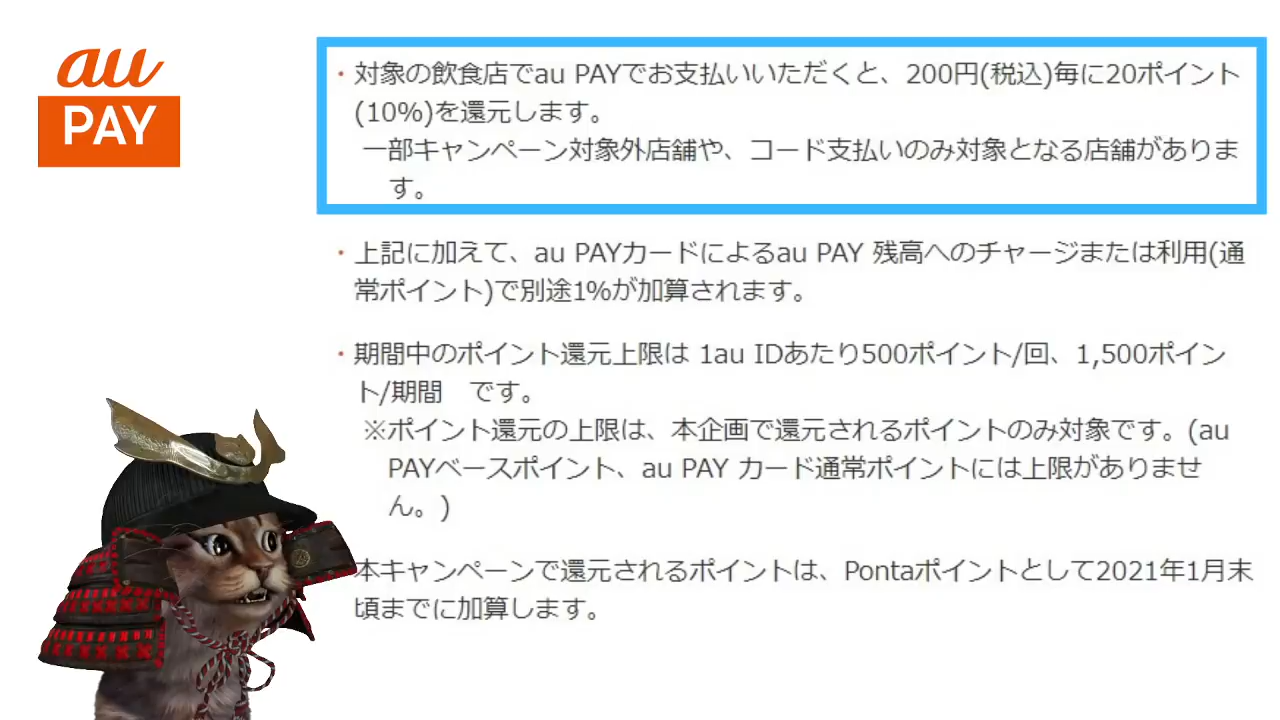 au
PAY
・対象の飲食店でau PAYでお支払いいただくと、200円(税込)毎に20ポイント
(10%)を還元します。
一部キャンペーン対象外店舗や、コード支払いのみ対象となる店舗がありま
す。
・上記に加えて、au PAYカードによるau PAY 残高へのチャージまたは利用(通
常ポイント)で別途1%が加算されます。
・期間中のポイント還元上限は 1au IDあたり500ポイント/回、1,500ポイン
ト/期間　です。
※ポイント還元の上限は、本企画で還元されるポイントのみ対象です。(au
PAYベースポイント、au PAY カード通常ポイントには上限がありませ
ん。)
本キャンペーンで還元されるポイントは、Pontaポイントとして2021年1月末
頃までに加算します。